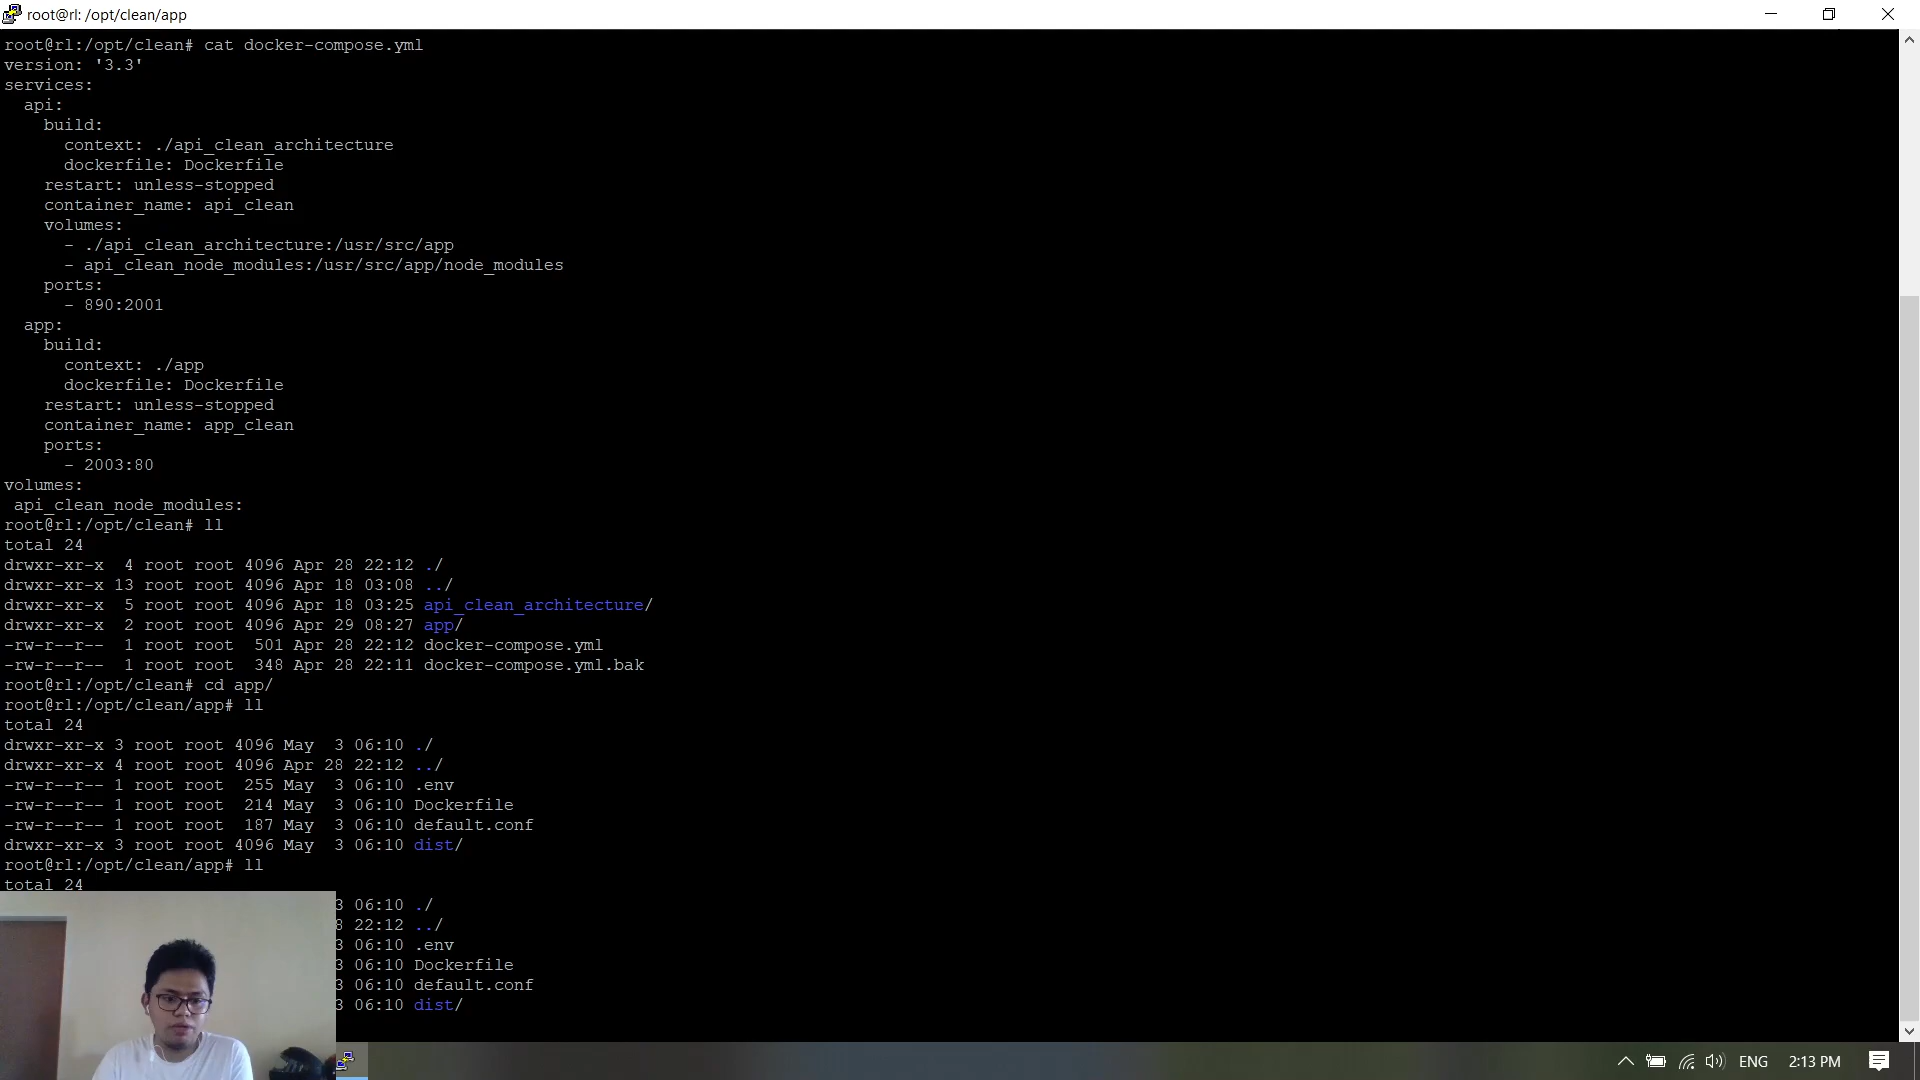 root@rl: /opt/clean/app
root@rl:/opt/clean# cat docker-compose.yml
version: '3.3'
services:
  api:
    build:
      context: ./api_clean_architecture
      dockerfile: Dockerfile
    restart: unless-stopped
    container_name: api_clean
    volumes:
      - ./api_clean_architecture:/usr/src/app
      - api_clean_node_modules:/usr/src/app/node_modules
    ports:
      - 890:2001
  app:
    build:
      context: ./app
      dockerfile: Dockerfile
    restart: unless-stopped
    container_name: app_clean
    ports:
      - 2003:80
volumes:
 api_clean_node_modules:
root@rl:/opt/clean# ll
total 24
drwxr-xr-x  4 root root 4096 Apr 28 22:12 ./
drwxr-xr-x 13 root root 4096 Apr 18 03:08 ../
drwxr-xr-x  5 root root 4096 Apr 18 03:25 api_clean_architecture/
drwxr-xr-x  2 root root 4096 Apr 29 08:27 app/
-rw-r--r--  1 root root  501 Apr 28 22:12 docker-compose.yml
-rw-r--r--  1 root root  348 Apr 28 22:11 docker-compose.yml.bak
root@rl:/opt/clean# cd app/
root@rl:/opt/clean/app# ll
total 24
drwxr-xr-x 3 root root 4096 May  3 06:10 ./
drwxr-xr-x 4 root root 4096 Apr 28 22:12 ../
-rw-r--r-- 1 root root  255 May  3 06:10 .env
-rw-r--r-- 1 root root  214 May  3 06:10 Dockerfile
-rw-r--r-- 1 root root  187 May  3 06:10 default.conf
drwxr-xr-x 3 root root 4096 May  3 06:10 dist/
root@rl:/opt/clean/app# ll
total 24
3 06:10 ./
8 22:12 ../
3 06:10 .env
3 06:10 Dockerfile
3 06:10 default.conf
3 06:10 dist/
ENG 2:13 PM